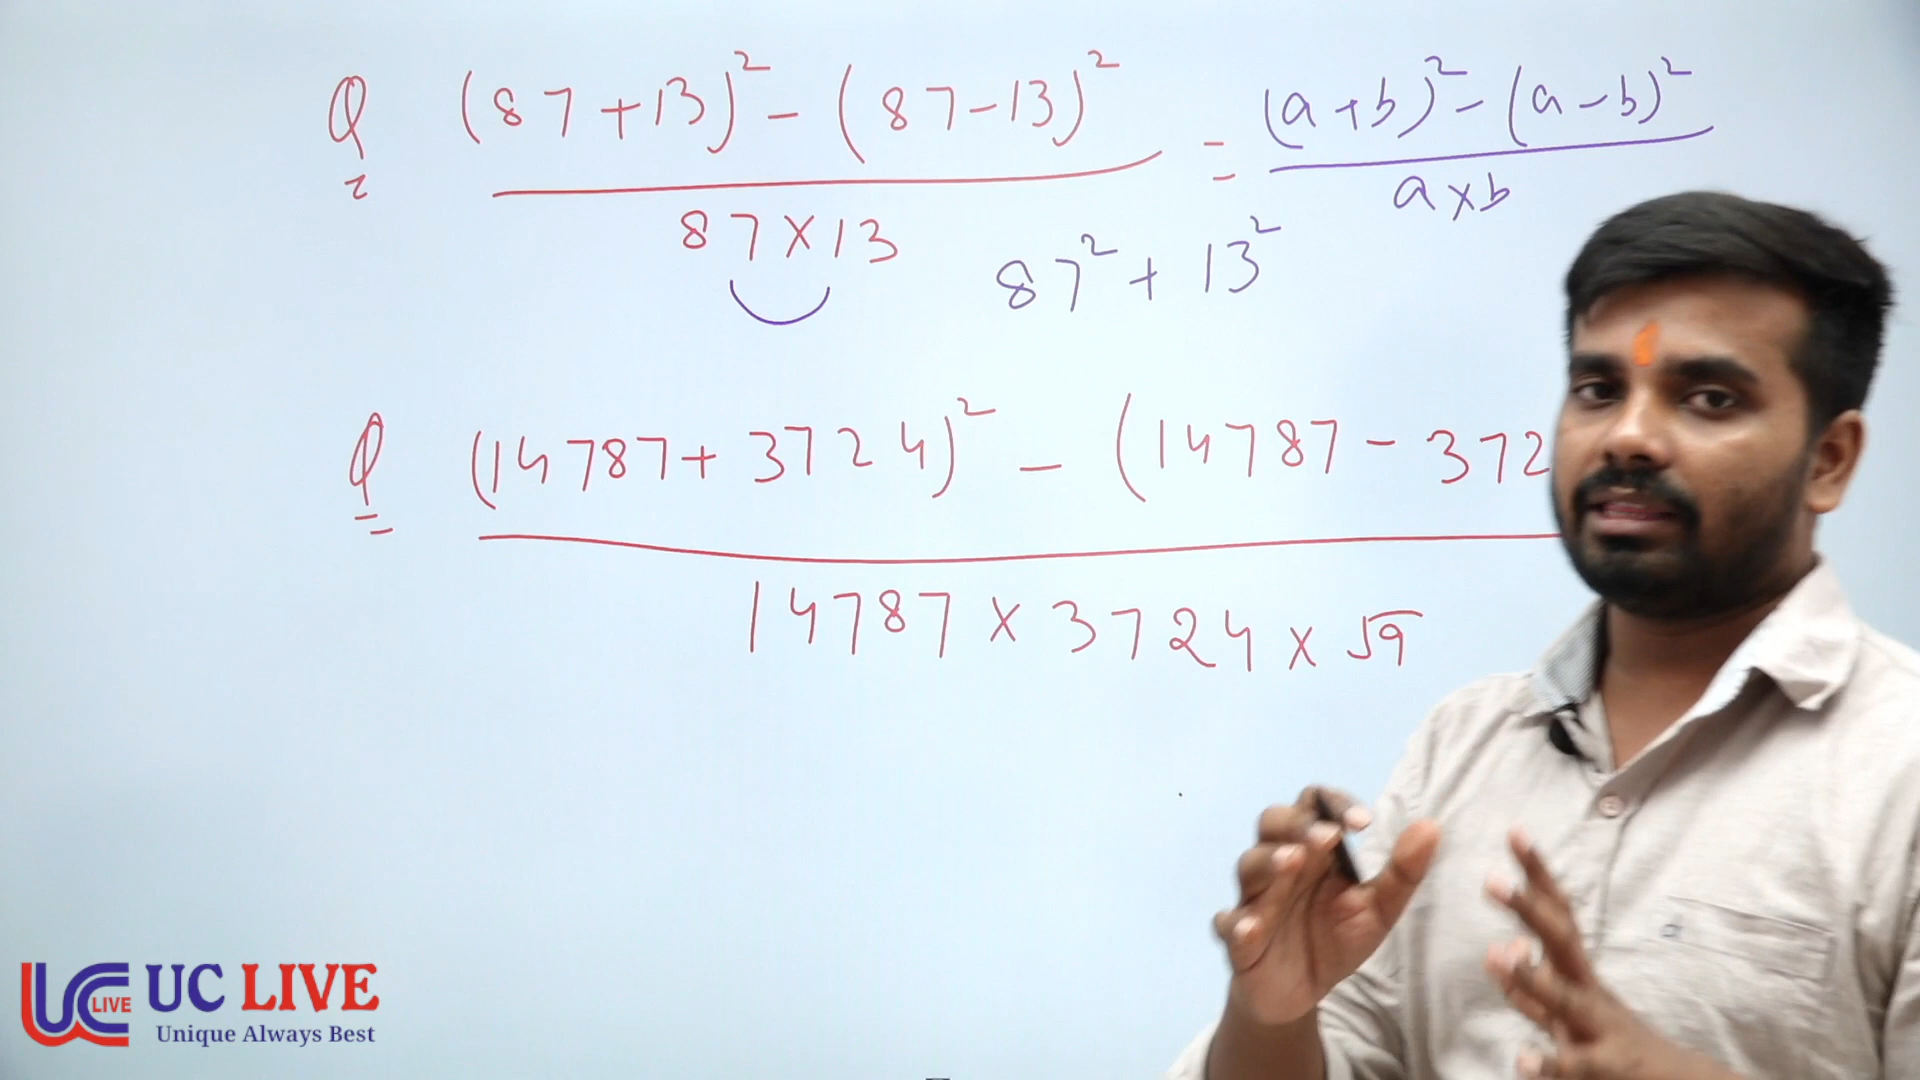 Q (87+13)² - (87-13)² = (a+b)² - (a-b)²
87×13 a×b
87² + 13²
Q (14787+3724)² - (14787-372
14787×3724×√9
LIVE UC LIVE
Unique Always Best